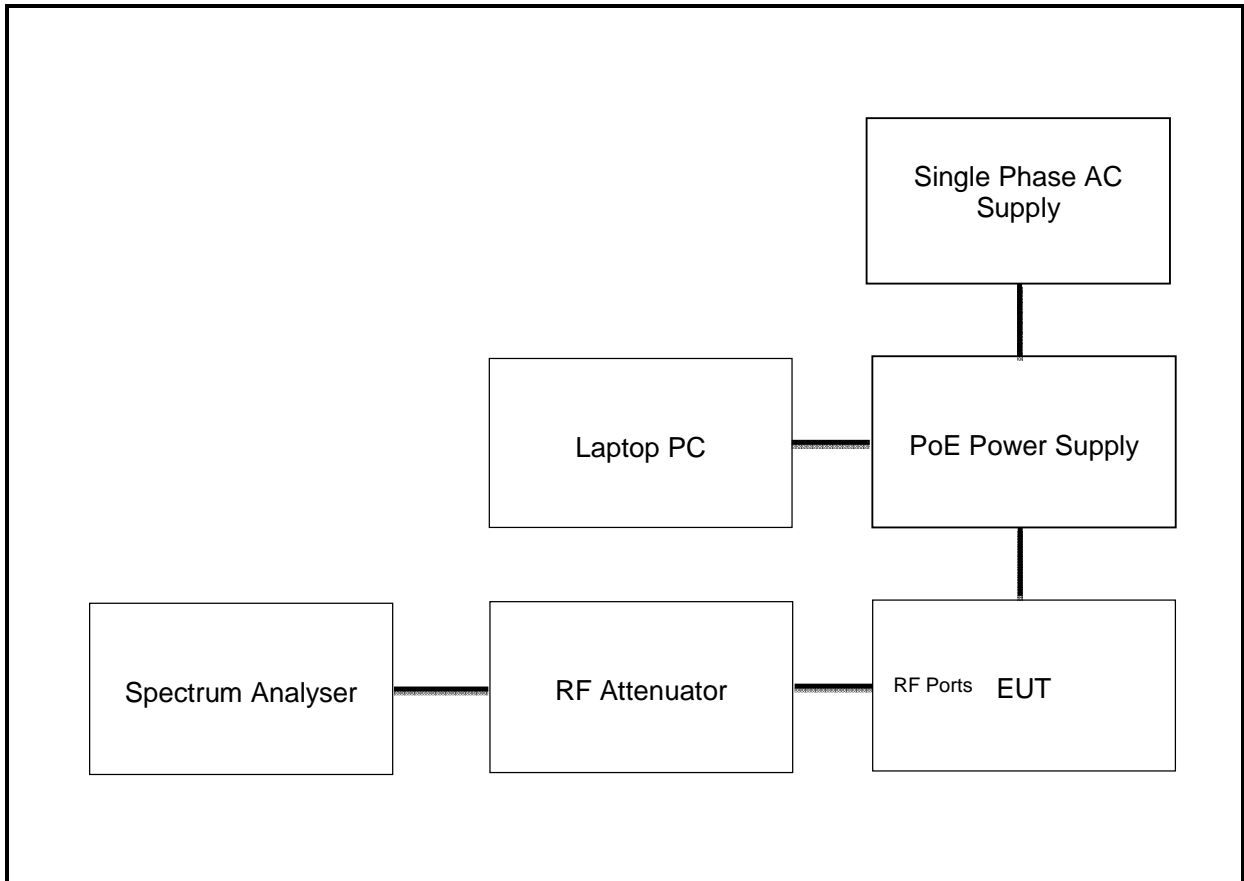 Single Phase AC
Supply
Laptop PC
PoE Power Supply
Spectrum Analyser
RF Attenuator
RF Ports
EUT